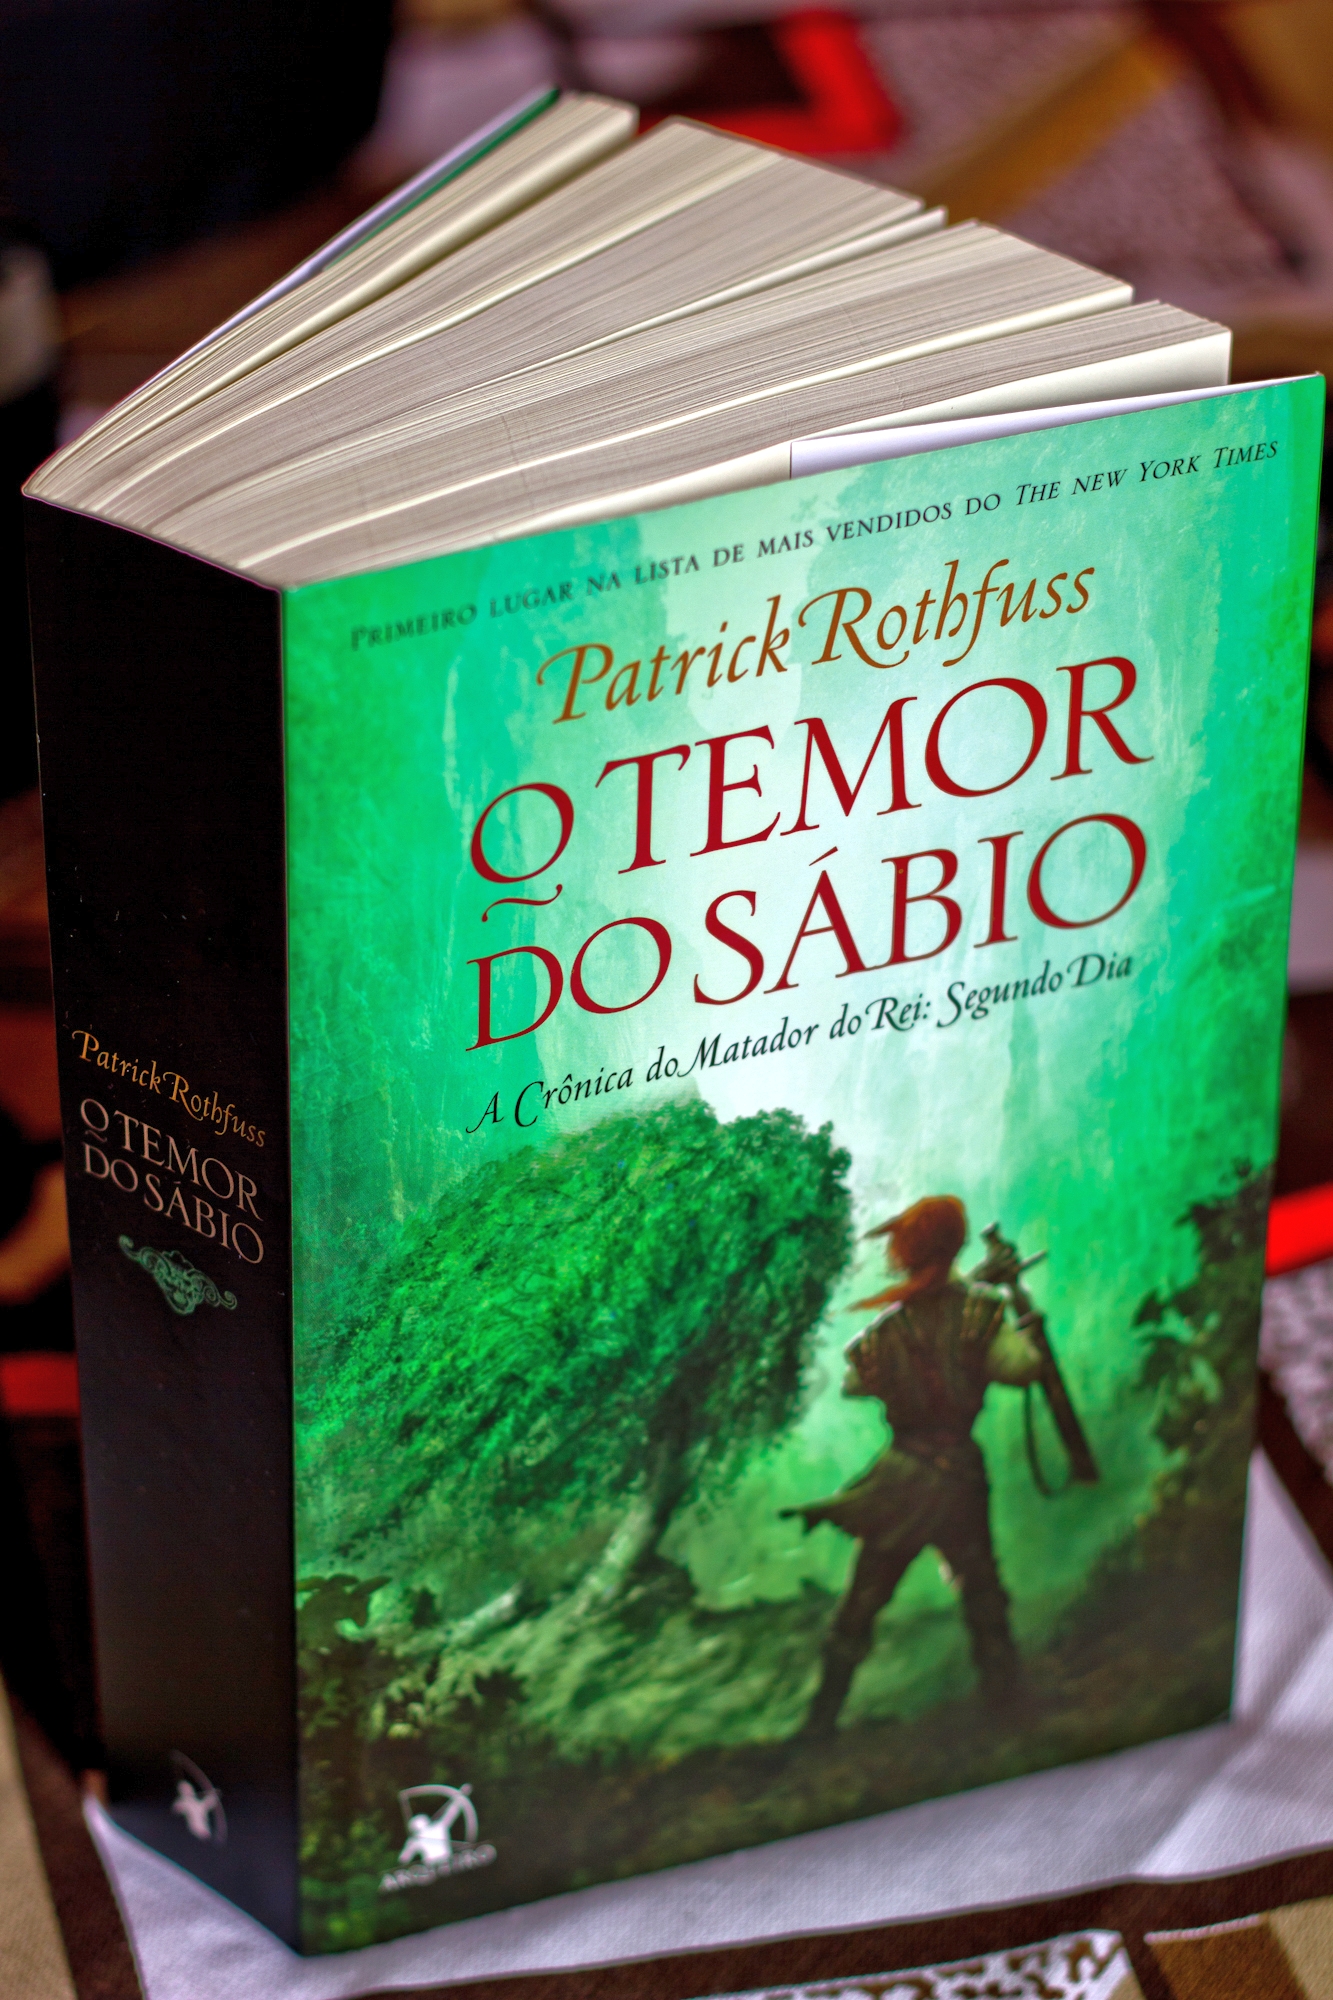 PRIMEIRO LUGAR NA LISTA DE MAIS VENDIDOS DO THE NEW YORK TIMES
Patrick Rothfuss
O TEMOR
DO SÁBIO
A Crônica do Matador do Rei: Segundo Dia
ARQUEIRO
Patrick Rothfuss
O TEMOR
DO SÁBIO